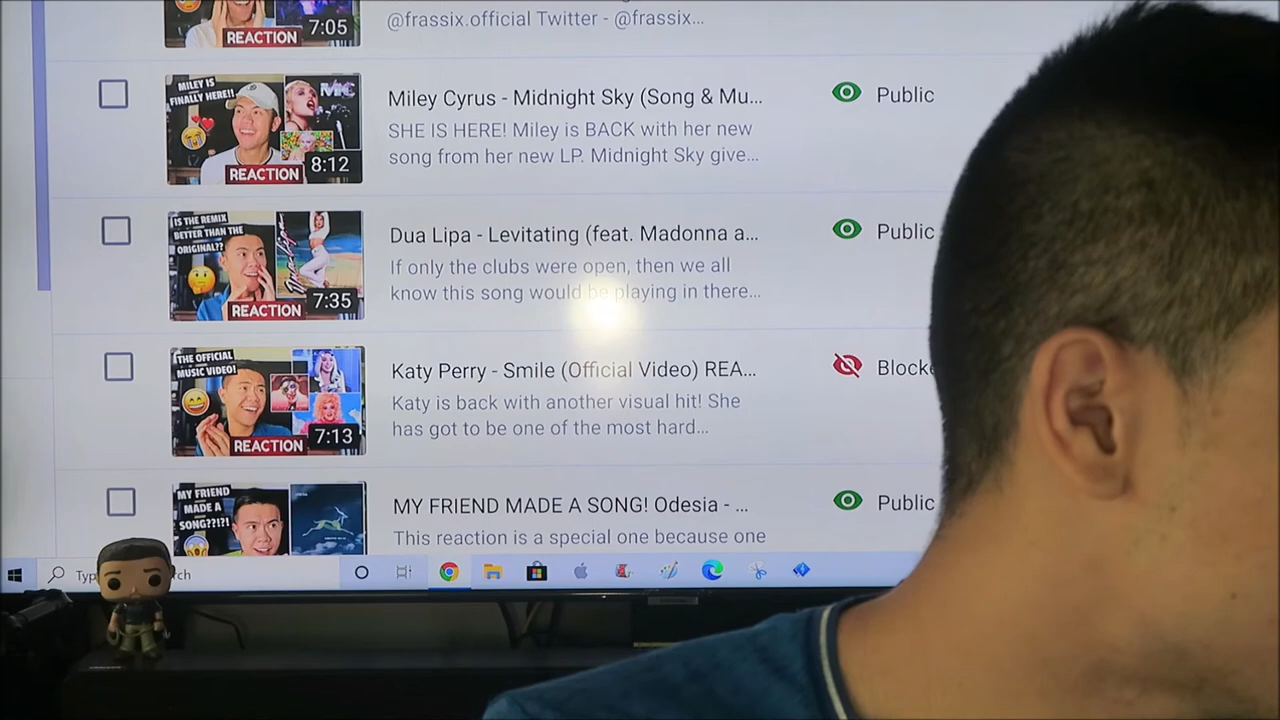 @frassix.official Twitter - @frassix...
7:05
REACTION
MILEY IS
FINALLY HERE!!
MC
8:12
REACTION
Miley Cyrus - Midnight Sky (Song & Mu...
SHE IS HERE! Miley is BACK with her new
song from her new LP. Midnight Sky give...
Public
IS THE REMIX
BETTER THAN THE
ORIGINAL??
7:35
REACTION
Dua Lipa - Levitating (feat. Madonna a...
If only the clubs were open, then we all
know this song would be playing in there...
Public
THE OFFICIAL
MUSIC VIDEO!
7:13
REACTION
Katy Perry - Smile (Official Video) REA...
Katy is back with another visual hit! She
has got to be one of the most hard...
Blocke
MY FRIEND
MADE A
SONG??!?!
MY FRIEND MADE A SONG! Odesia - ...
This reaction is a special one because one
Public
Typ
rch